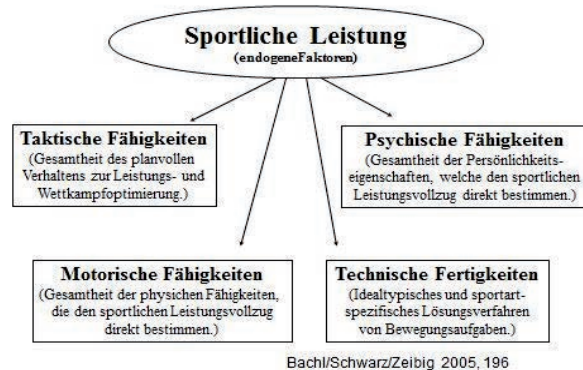 Sportliche Leistung
(endogeneFaktoren)
Taktische Fähigkeiten
(Gesamtheit des planvollen
Verhaltens zur Leistungs- und
Wettkampfoptimierung.)
Psychische Fähigkeiten
(Gesamtheit der Persönlichkeits-
eigenschaften, welche den sportlichen
Leistungsvollzug direkt bestimmen.)
Motorische Fähigkeiten
(Gesamtheit der physichen Fähigkeiten,
die den sportlichen Leistungsvollzug
direkt bestimmen.)
Technische Fertigkeiten
(Idealtypisches und sportart-
spezifisches Lösungsverfahren
von Bewegungsaufgaben.)
Bachl/Schwarz/Zeibig 2005, 196